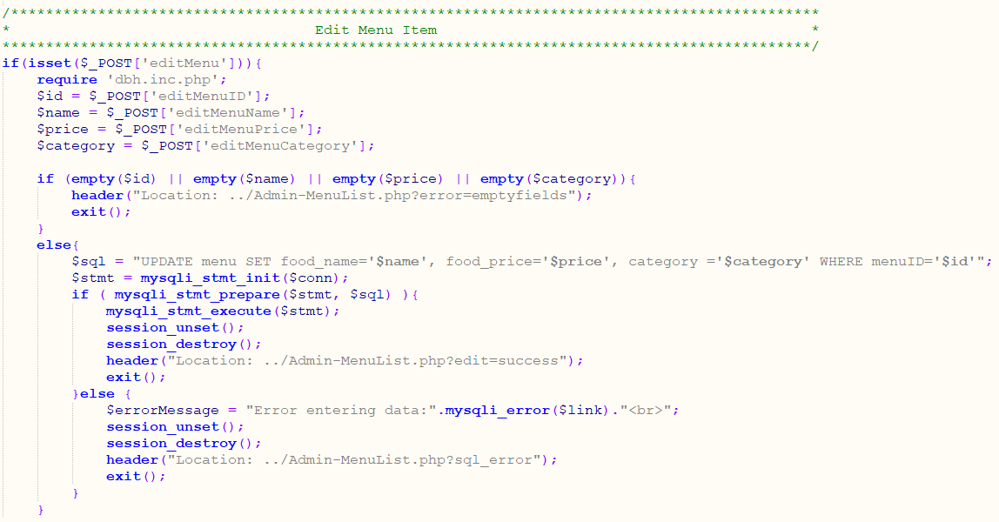 /*********************************************************************************************
*                                   Edit Menu Item                                           *
*********************************************************************************************/
if(isset($_POST['editMenu'])){
    require 'dbh.inc.php';
    $id = $_POST['editMenuID'];
    $name = $_POST['editMenuName'];
    $price = $_POST['editMenuPrice'];
    $category = $_POST['editMenuCategory'];

    if (empty($id) || empty($name) || empty($price) || empty($category)){
        header("Location: ../Admin-MenuList.php?error=emptyfields");
        exit();
    }
    else{
        $sql = "UPDATE menu SET food_name='$name', food_price='$price', category ='$category' WHERE menuID='$id'";
        $stmt = mysqli_stmt_init($conn);
        if ( mysqli_stmt_prepare($stmt, $sql) ){
            mysqli_stmt_execute($stmt);
            session_unset();
            session_destroy();
            header("Location: ../Admin-MenuList.php?edit=success");
            exit();
        }else {
            $errorMessage = "Error entering data:".mysqli_error($link)."<br>";
            session_unset();
            session_destroy();
            header("Location: ../Admin-MenuList.php?sql_error");
            exit();
        }
    }